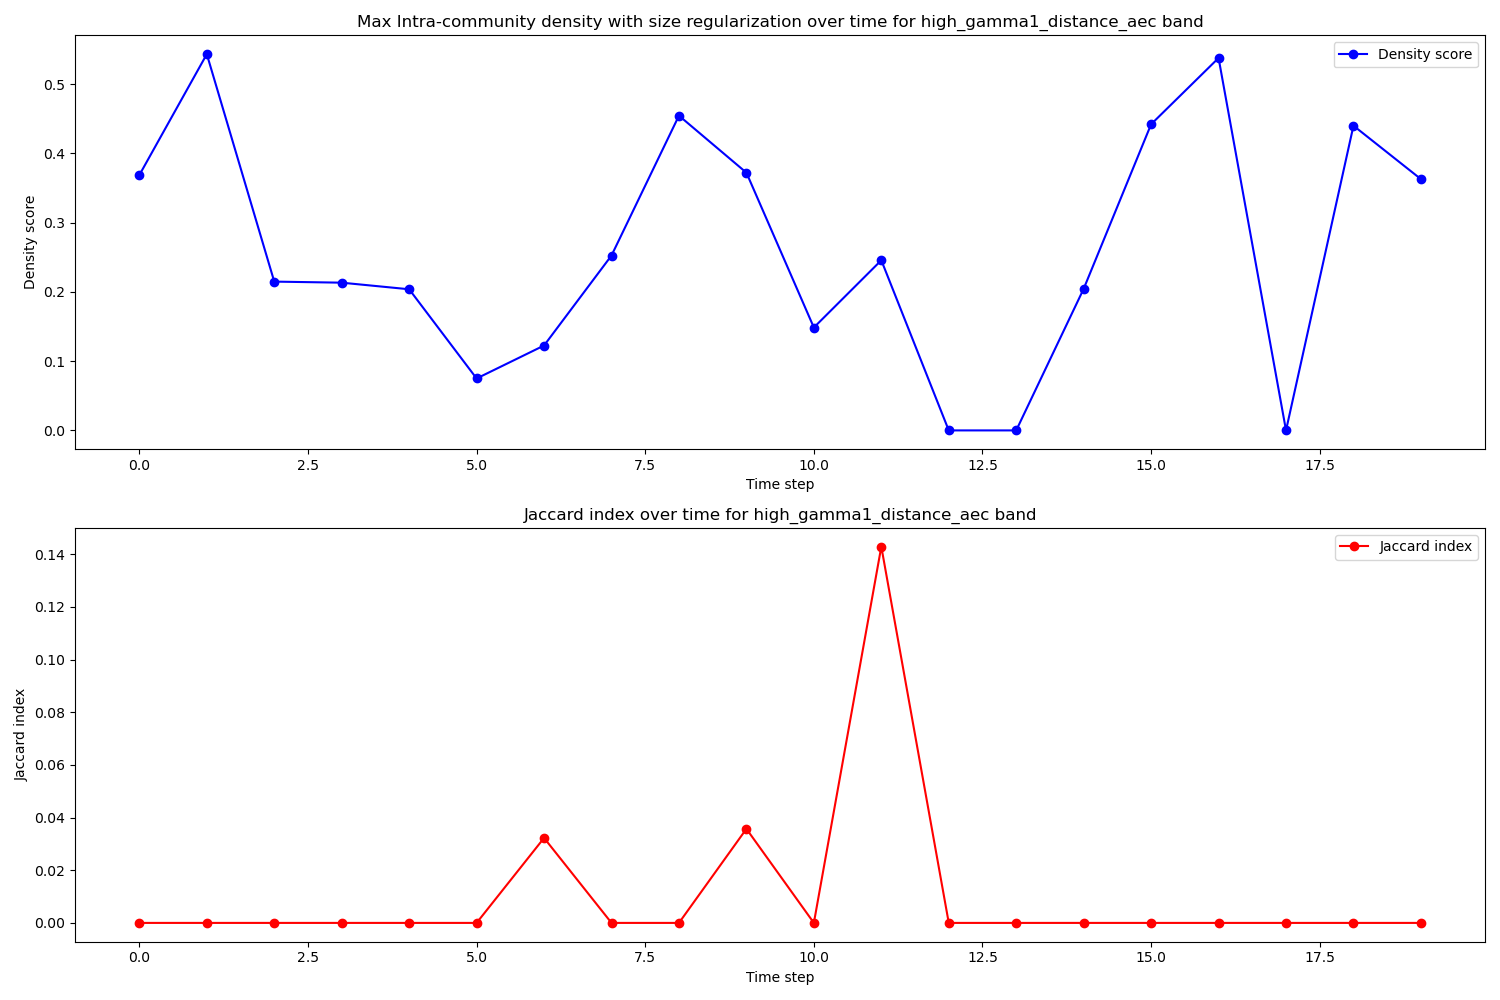 Max Intra-community density with size regularization over time for high_gamma1_distance_aec band
Density score
0.5
0.4
0.3
0.2
0.1
0.0
Density score
0.0 2.5 5.0 7.5 10.0 12.5 15.0 17.5
Time step
Jaccard index over time for high_gamma1_distance_aec band
Jaccard index
0.14
0.12
0.10
0.08
0.06
0.04
0.02
0.00
Jaccard index
0.0 2.5 5.0 7.5 10.0 12.5 15.0 17.5
Time step